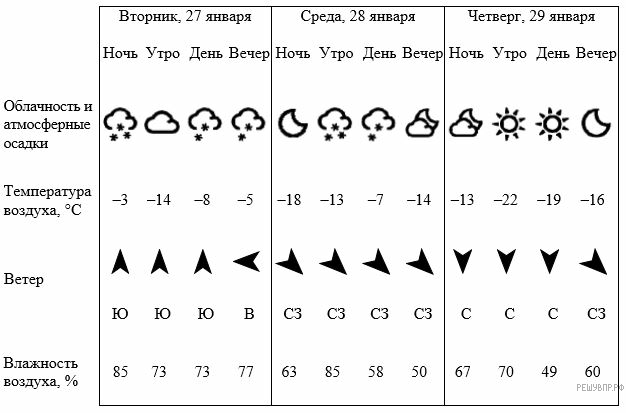 Вторник, 27 января Среда, 28 января Четверг, 29 января
Ночь Утро День Вечер Ночь Утро День Вечер Ночь Утро День Вечер
Облачность и
атмосферные
осадки
Температура
воздуха, °C
–3 –14 –8 –5 –18 –13 –7 –14 –13 –22 –19 –16
Ветер
Ю Ю Ю В СЗ СЗ СЗ СЗ С С С СЗ
Влажность
воздуха, %
85 73 73 77 63 85 58 50 67 70 49 60
РЕШУВПР.РФ